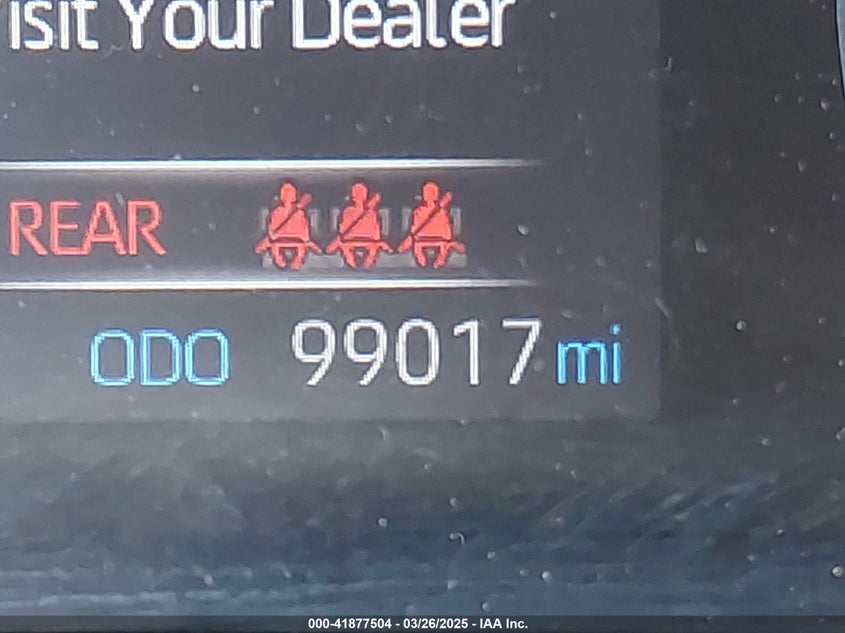 isit Your Dealer
REAR
ODO 99017 mi
000-41877504 - 03/26/2025 - IAA Inc.